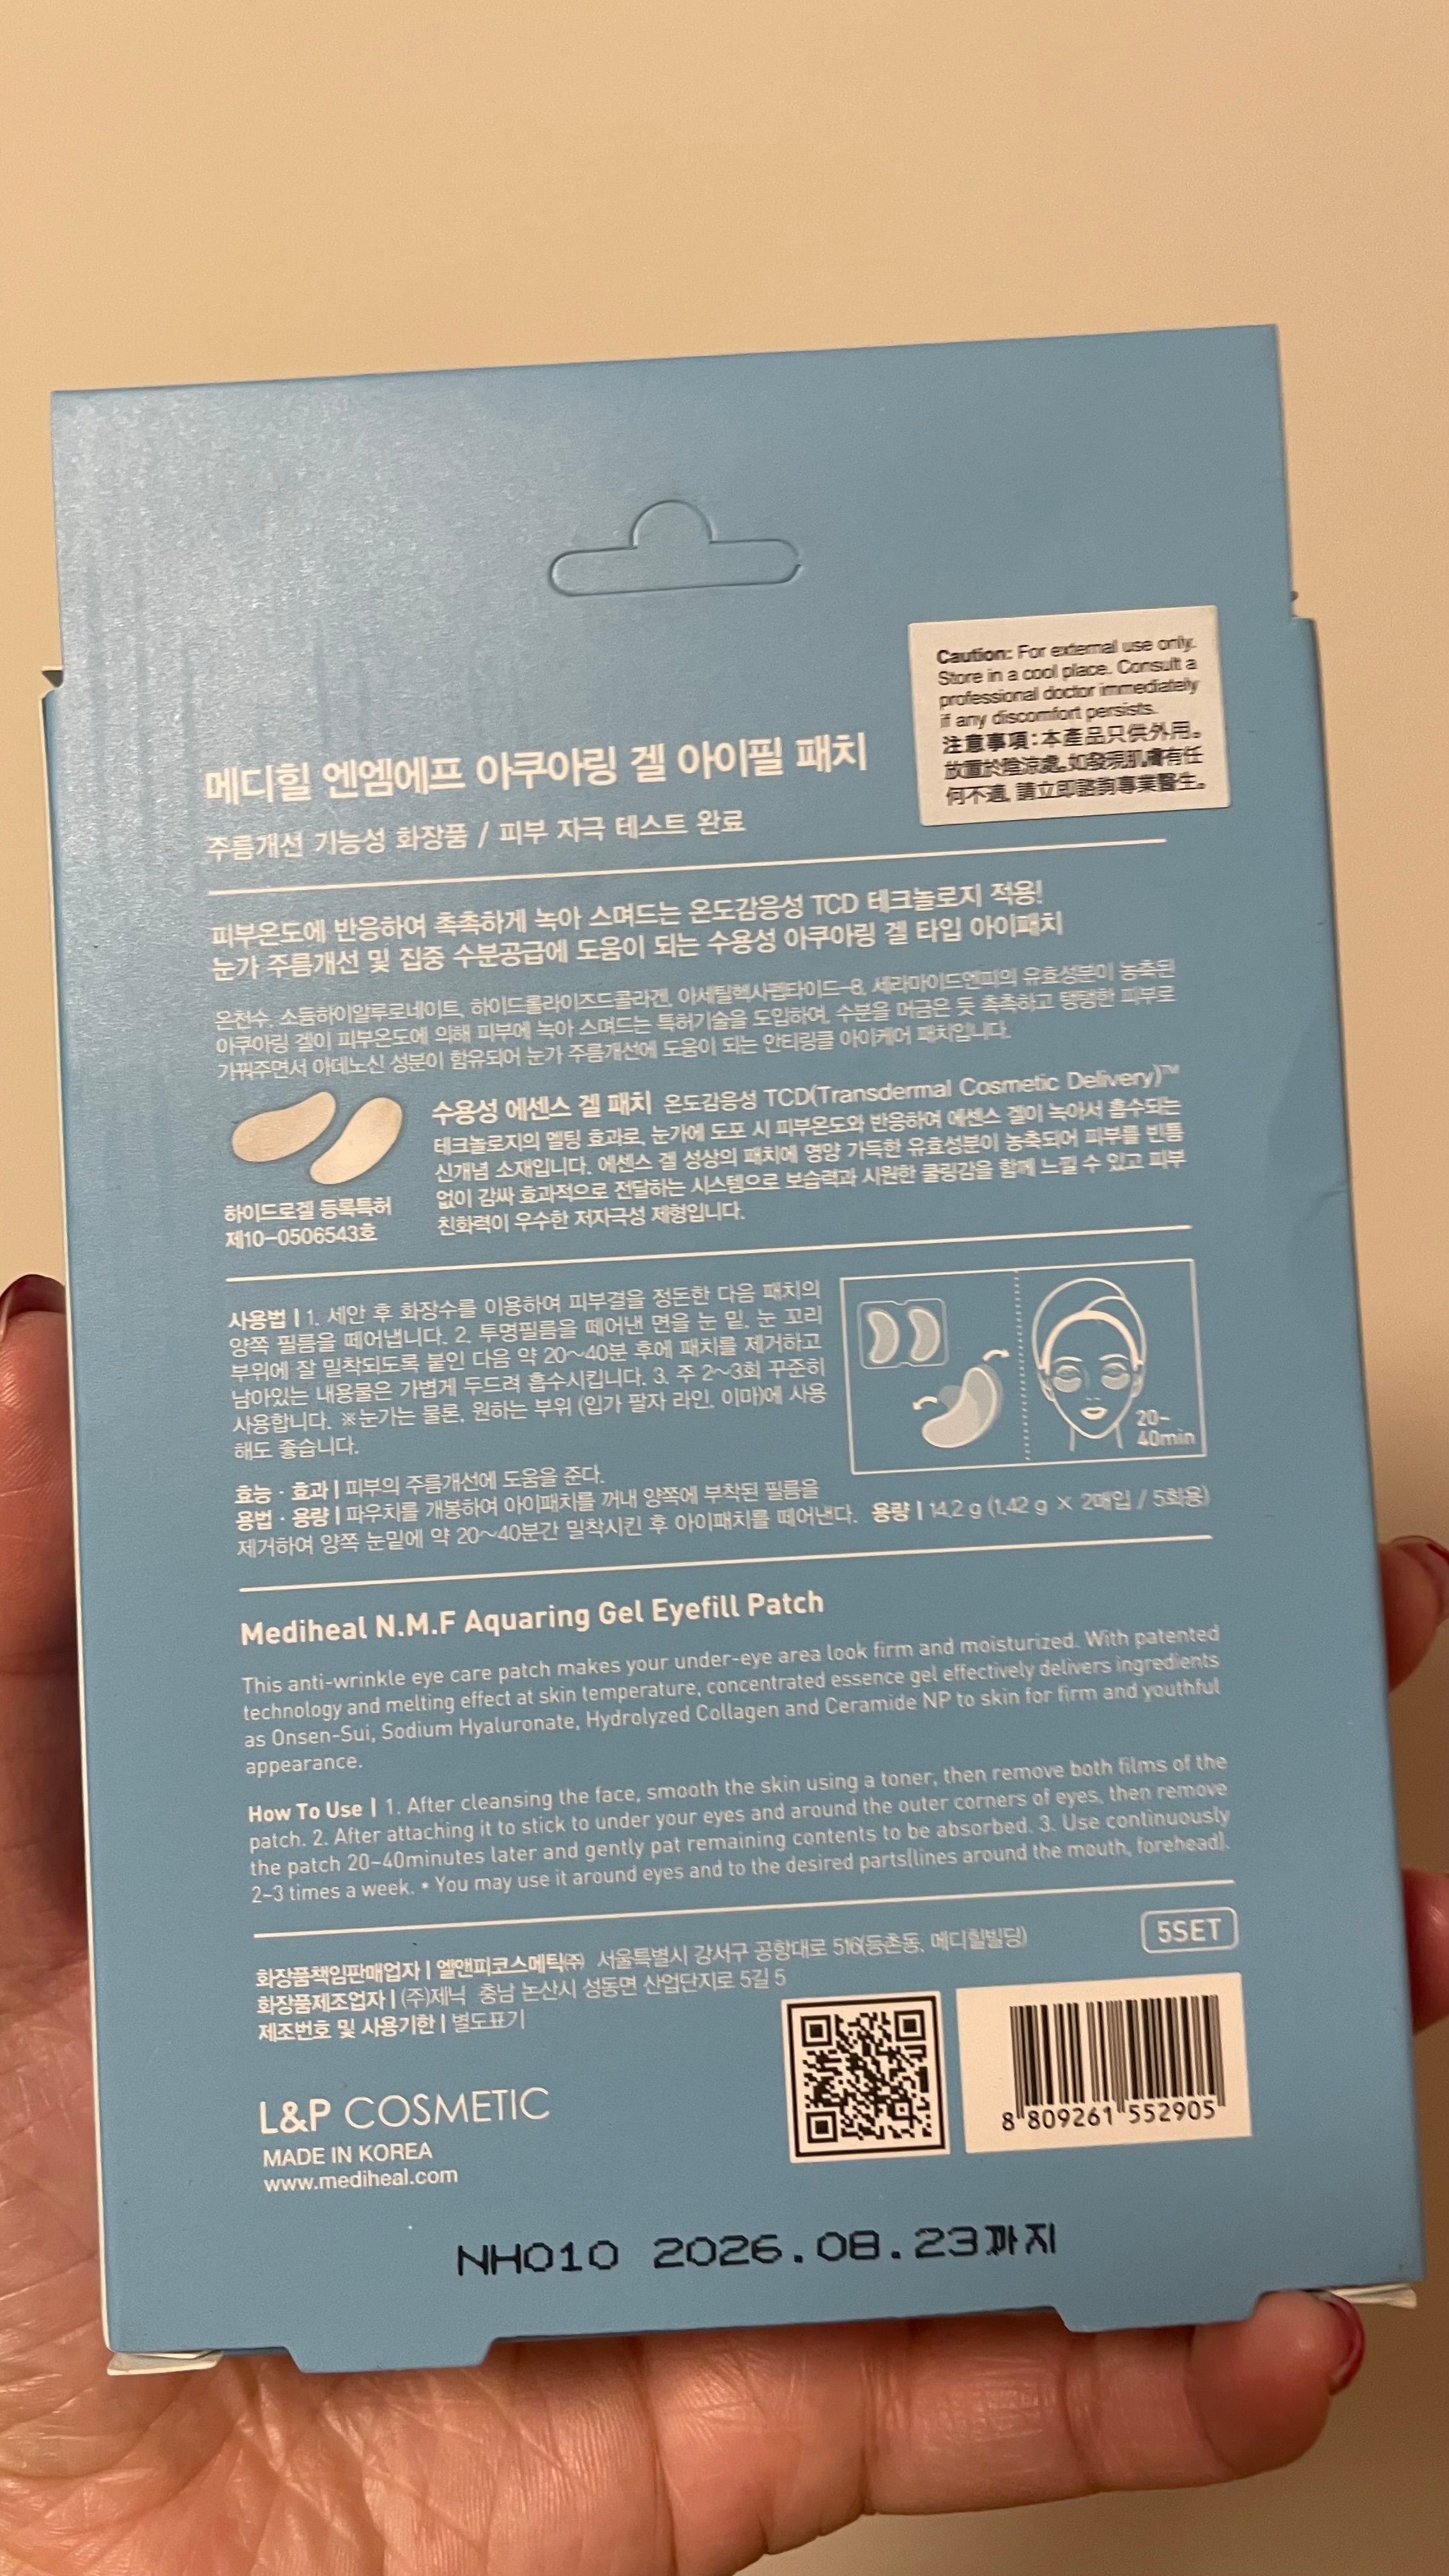 Caution: For external use only.
Store in a cool place. Consult a
professional doctor immediately
if any discomfort persists.
注意事項:本產品只供外用。
放置於陰涼處。如發現肌膚有任
何不適, 請立即諮詢專業醫生。
메디힐 엔엠에프 아쿠아링 겔 아이필 패치
주름개선 기능성 화장품 / 피부 자극 테스트 완료
피부온도에 반응하여 촉촉하게 녹아 스며드는 온도감응성 TCD 테크놀로지 적용!
눈가 주름개선 및 집중 수분공급에 도움이 되는 수용성 아쿠아링 겔 타입 아이패치
온천수, 소듐하이알루로네이트, 하이드롤라이즈드콜라겐, 아세틸헥사펩타이드-8, 세라마이드엔피의 유효성분이 농축된
아쿠아링 겔이 피부온도에 의해 피부에 녹아 스며드는 특허기술을 도입하여, 수분을 머금은 듯 촉촉하고 탱탱한 피부로
가꿔주면서 아데노신 성분이 함유되어 눈가 주름개선에 도움이 되는 안티링클 아이케어 패치입니다.
하이드로겔 등록특허
제10-0506543호
수용성 에센스 겔 패치 온도감응성 TCD(Transdermal Cosmetic Delivery)™
테크놀로지의 멜팅 효과로, 눈가에 도포 시 피부온도와 반응하여 에센스 겔이 녹아서 흡수되는
신개념 소재입니다. 에센스 겔 성상의 패치에 영양 가득한 유효성분이 농축되어 피부를 빈틈
없이 감싸 효과적으로 전달하는 시스템으로 보습력과 시원한 쿨링감을 함께 느낄 수 있고 피부
친화력이 우수한 저자극성 제형입니다.
사용법 | 1. 세안 후 화장수를 이용하여 피부결을 정돈한 다음 패치의
양쪽 필름을 떼어냅니다. 2. 투명필름을 떼어낸 면을 눈 밑, 눈 꼬리
부위에 잘 밀착되도록 붙인 다음 약 20~40분 후에 패치를 제거하고
남아있는 내용물은 가볍게 두드려 흡수시킵니다. 3. 주 2~3회 꾸준히
사용합니다. ※눈가는 물론, 원하는 부위 (입가 팔자 라인, 이마)에 사용
해도 좋습니다.
20-
40min
효능 · 효과 | 피부의 주름개선에 도움을 준다.
용법 · 용량 | 파우치를 개봉하여 아이패치를 꺼내 양쪽에 부착된 필름을
제거하여 양쪽 눈밑에 약 20~40분간 밀착시킨 후 아이패치를 떼어낸다. 용량 | 14.2 g (1.42 g × 2매입 / 5회용)
Mediheal N.M.F Aquaring Gel Eyefill Patch
This anti-wrinkle eye care patch makes your under-eye area look firm and moisturized. With patented
technology and melting effect at skin temperature, concentrated essence gel effectively delivers ingredients
as Onsen-Sui, Sodium Hyaluronate, Hydrolyzed Collagen and Ceramide NP to skin for firm and youthful
appearance.
How To Use | 1. After cleansing the face, smooth the skin using a toner, then remove both films of the
patch. 2. After attaching it to stick to under your eyes and around the outer corners of eyes, then remove
the patch 20~40minutes later and gently pat remaining contents to be absorbed. 3. Use continuously
2-3 times a week. • You may use it around eyes and to the desired parts(lines around the mouth, forehead).
5SET
화장품책임판매업자 | 엘앤피코스메틱㈜ 서울특별시 강서구 공항대로 516(등촌동, 메디힐빌딩)
화장품제조업자 | (주)제닉 충남 논산시 성동면 산업단지로 5길 5
제조번호 및 사용기한 | 별도표기
L&P COSMETIC
MADE IN KOREA
www.mediheal.com
8 809261 552905
NH010 2026.08.23까지